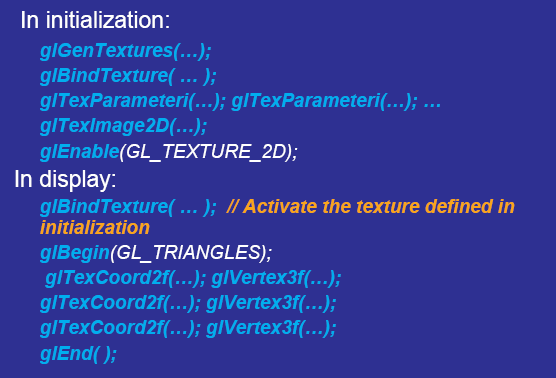 In initialization:
glGenTextures(…);
glBindTexture( … );
glTexParameteri(…); glTexParameteri(…); …
glTexImage2D(…);
glEnable(GL_TEXTURE_2D);
In display:
glBindTexture( … ); // Activate the texture defined in
initialization
glBegin(GL_TRIANGLES);
glTexCoord2f(…); glVertex3f(…);
glTexCoord2f(…); glVertex3f(…);
glTexCoord2f(…); glVertex3f(…);
glEnd( );